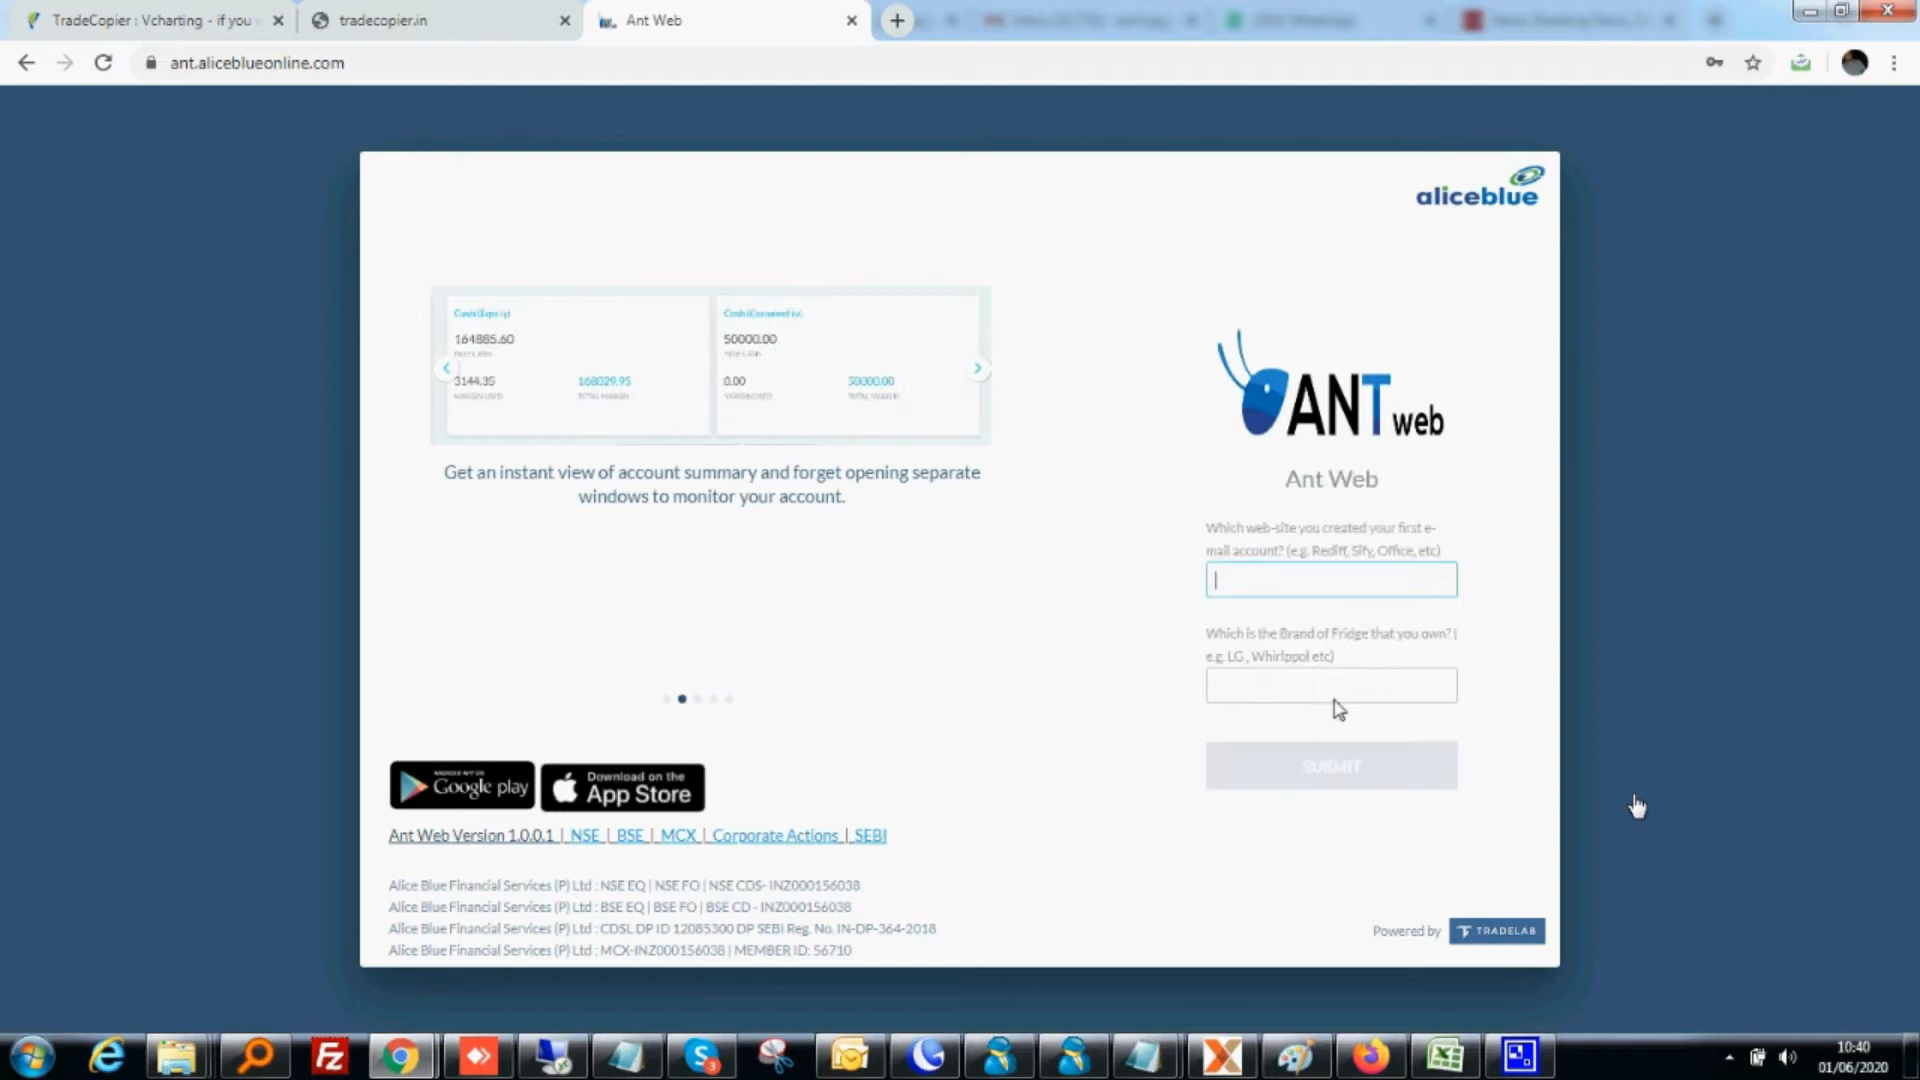 TradeCopier : Vcharting - if you
tradecopier.in
Ant Web
ant.aliceblueonline.com
aliceblue
164885.60
50000.00
3144.35
168029.95
0.00
50000.00
TOTAL MARGIN
Get an instant view of account summary and forget opening separate
windows to monitor your account.
ANT web
Ant Web
Which web-site you created your first e-
mail account? (e.g. Rediff, Sify, Office, etc)
Which is the Brand of Fridge that you own? (
e.g. LG , Whirlppol etc)
SUBMIT
ANDROID APP ON
Google play
Download on the
App Store
Ant Web Version 1.0.0.1 | NSE | BSE | MCX | Corporate Actions | SEBI
Alice Blue Financial Services (P) Ltd : NSE EQ | NSE FO | NSE CDS- INZ000156038
Alice Blue Financial Services (P) Ltd : BSE EQ | BSE FO | BSE CD - INZ000156038
Alice Blue Financial Services (P) Ltd : CDSL DP ID 12085300 DP SEBI Reg. No. IN-DP-364-2018
Alice Blue Financial Services (P) Ltd : MCX-INZ000156038 | MEMBER ID: 56710
Powered by TRADELAB
10:40
01/06/2020